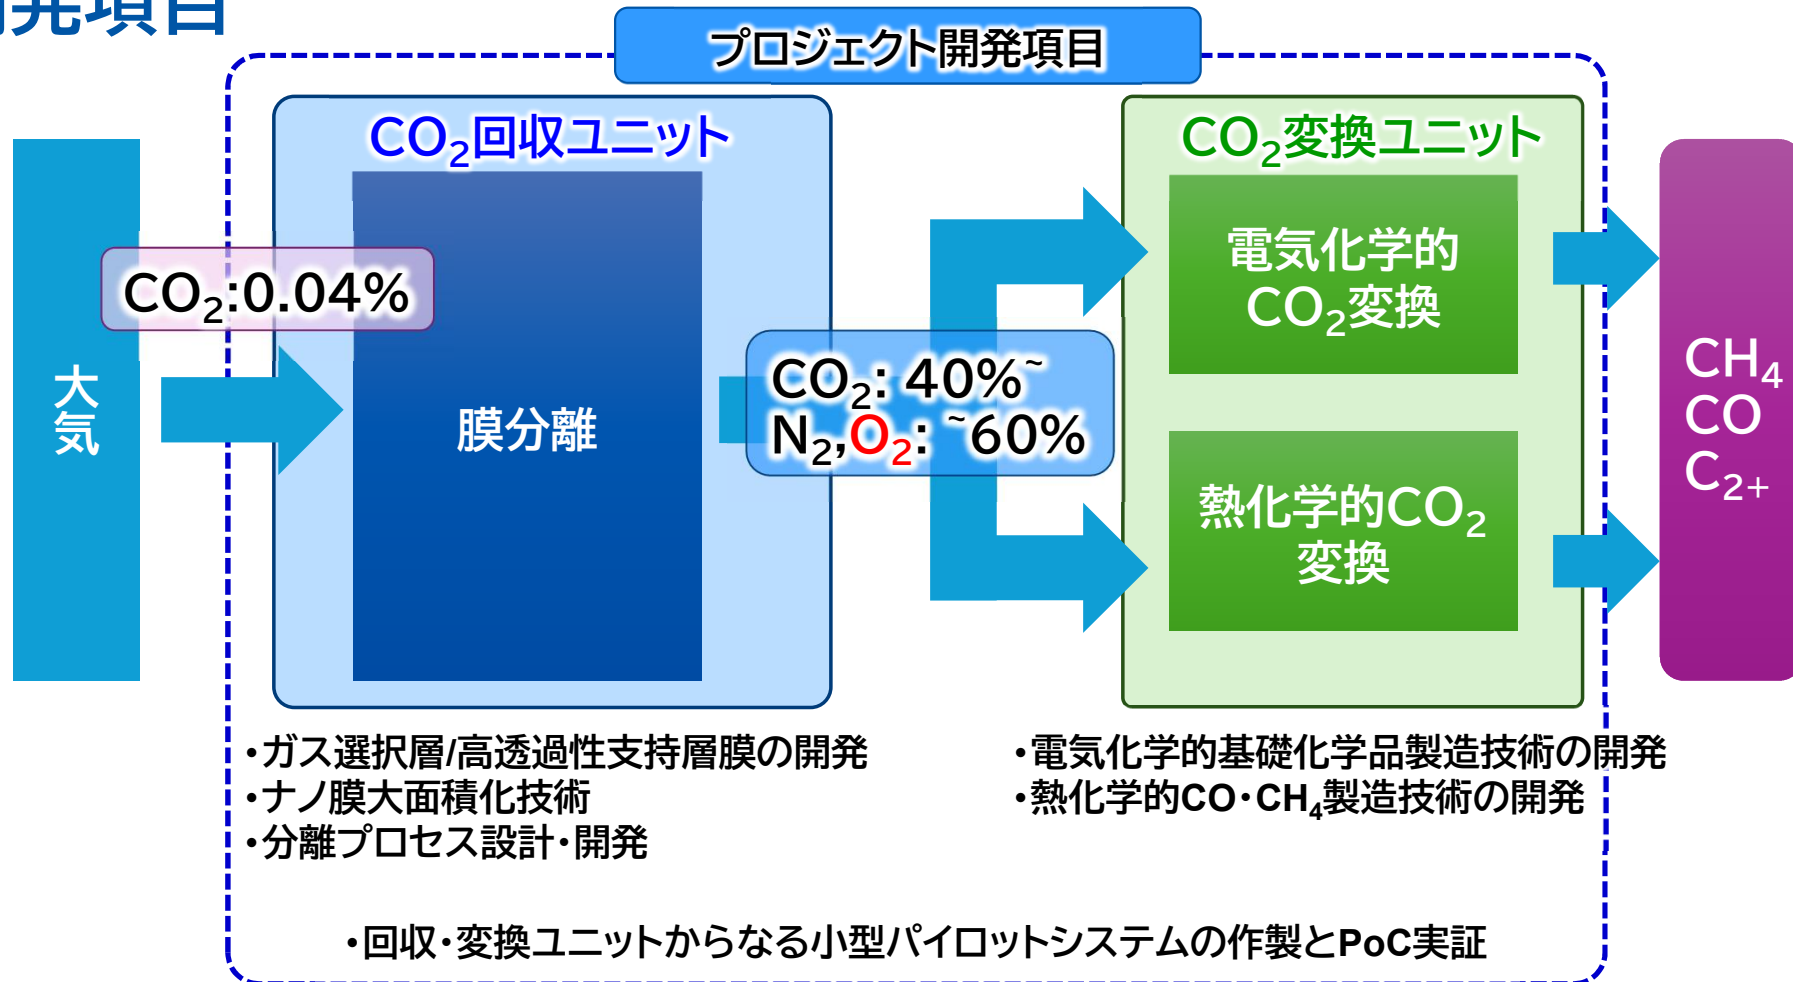 開発項目
プロジェクト開発項目
CO₂回収ユニット
CO₂変換ユニット
大気
CO₂:0.04%
膜分離
CO₂: 40%~
N₂,O₂: ~60%
電気化学的
CO₂変換
熱化学的CO₂
変換
CH₄
CO
C₂₊
・ガス選択層/高透過性支持層膜の開発
・ナノ膜大面積化技術
・分離プロセス設計・開発
・電気化学的基礎化学品製造技術の開発
・熱化学的CO・CH₄製造技術の開発
・回収・変換ユニットからなる小型パイロットシステムの作製とPoC実証